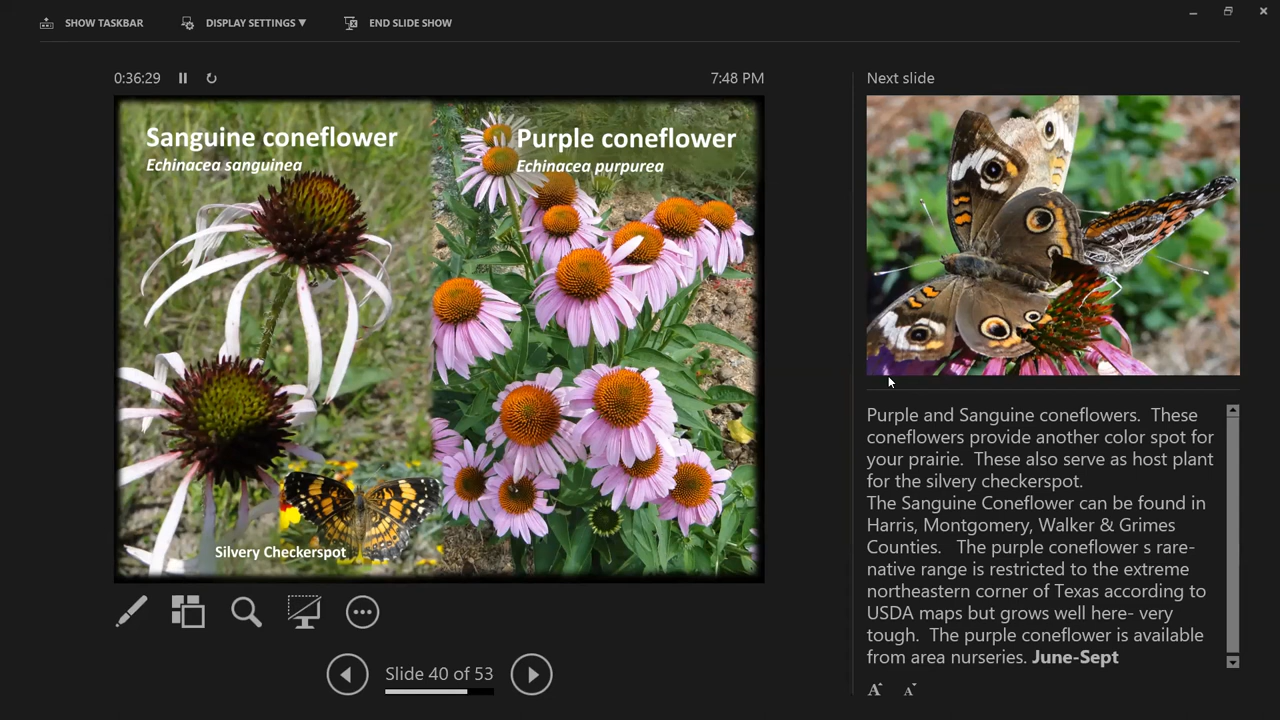 SHOW TASKBAR
DISPLAY SETTINGS ▼
END SLIDE SHOW
0:36:29
7:48 PM
Next slide
Sanguine coneflower
Echinacea sanguinea
Purple coneflower
Echinacea purpurea
Silvery Checkerspot
Slide 40 of 53
Purple and Sanguine coneflowers. These
coneflowers provide another color spot for
your prairie. These also serve as host plant
for the silvery checkerspot.
The Sanguine Coneflower can be found in
Harris, Montgomery, Walker & Grimes
Counties. The purple coneflower s rare-
native range is restricted to the extreme
northeastern corner of Texas according to
USDA maps but grows well here- very
tough. The purple coneflower is available
from area nurseries. June-Sept
A A